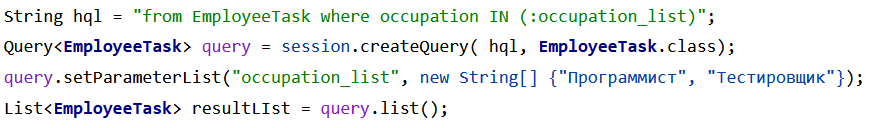 String hql = "from EmployeeTask where occupation IN (:occupation_list)";
Query<EmployeeTask> query = session.createQuery( hql, EmployeeTask.class);
query.setParameterList("occupation_list", new String[] {"Программист", "Тестировщик"});
List<EmployeeTask> resultLIst = query.list();